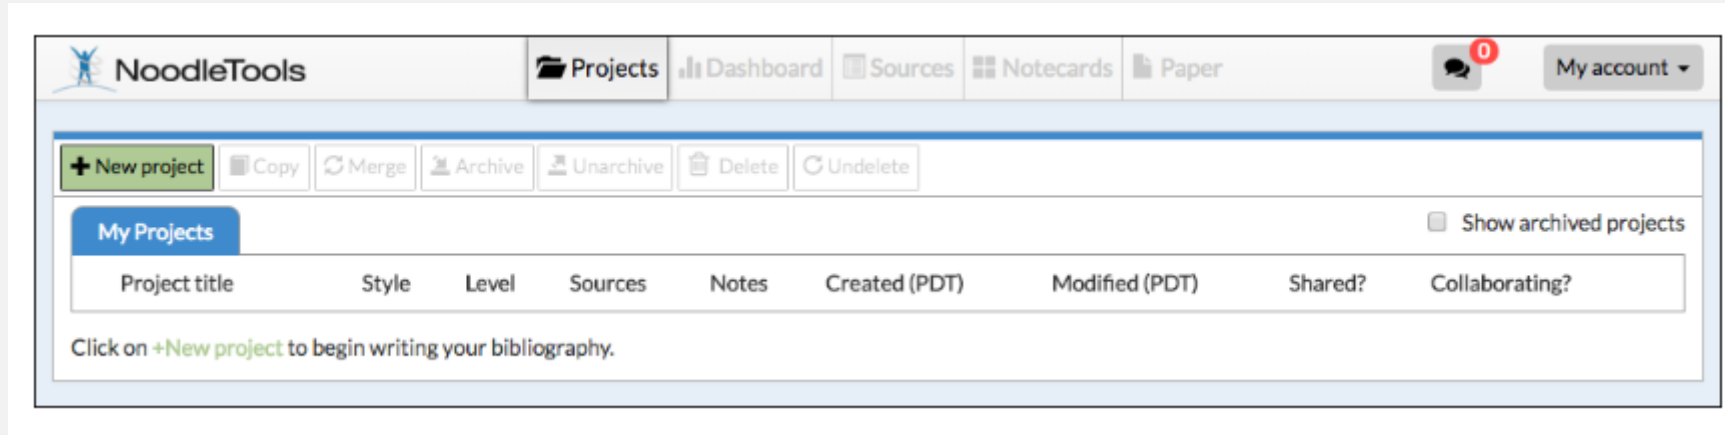 NoodleTools Projects Dashboard Sources Notecards Paper 0 My account
+ New project Copy Merge Archive Unarchive Delete Undelete
My Projects Show archived projects
Project title Style Level Sources Notes Created (PDT) Modified (PDT) Shared? Collaborating?
Click on +New project to begin writing your bibliography.